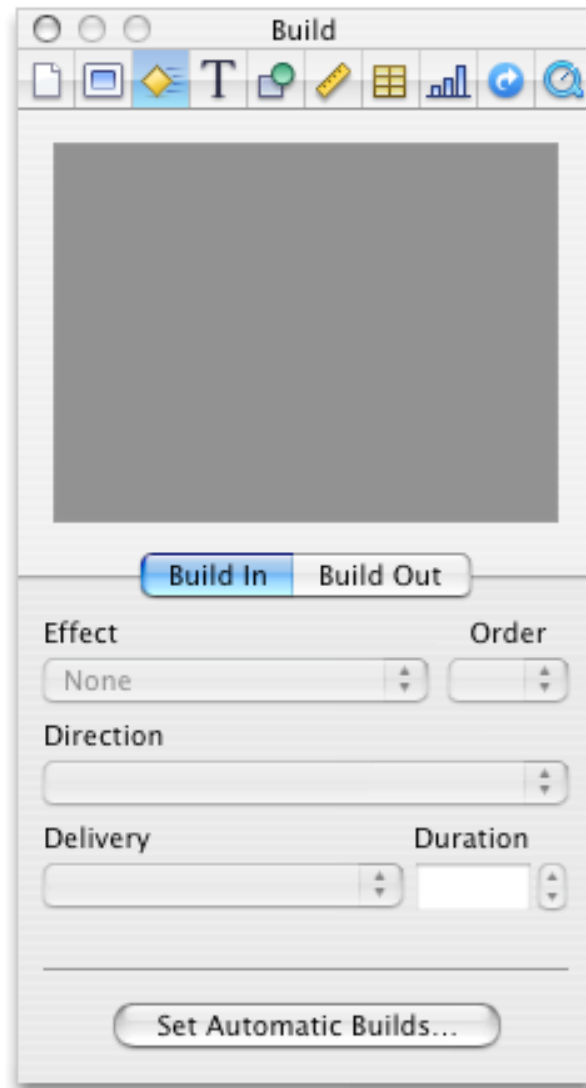 Build
T
Build In Build Out
Effect Order
None
Direction
Delivery Duration
Set Automatic Builds...